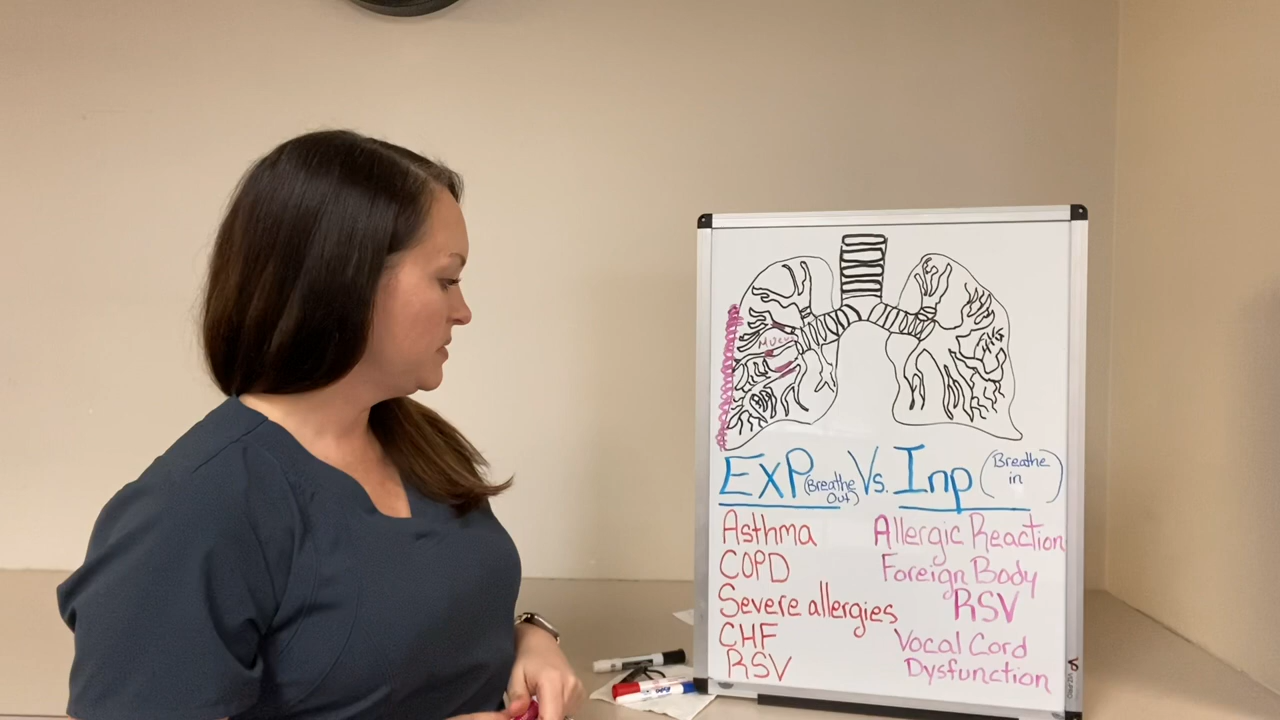 Mucus
Exp (Breathe Out) Vs. Inp (Breathe in)
Asthma
COPD
Severe allergies
CHF
RSV
Allergic Reaction
Foreign Body
RSV
Vocal Cord
Dysfunction